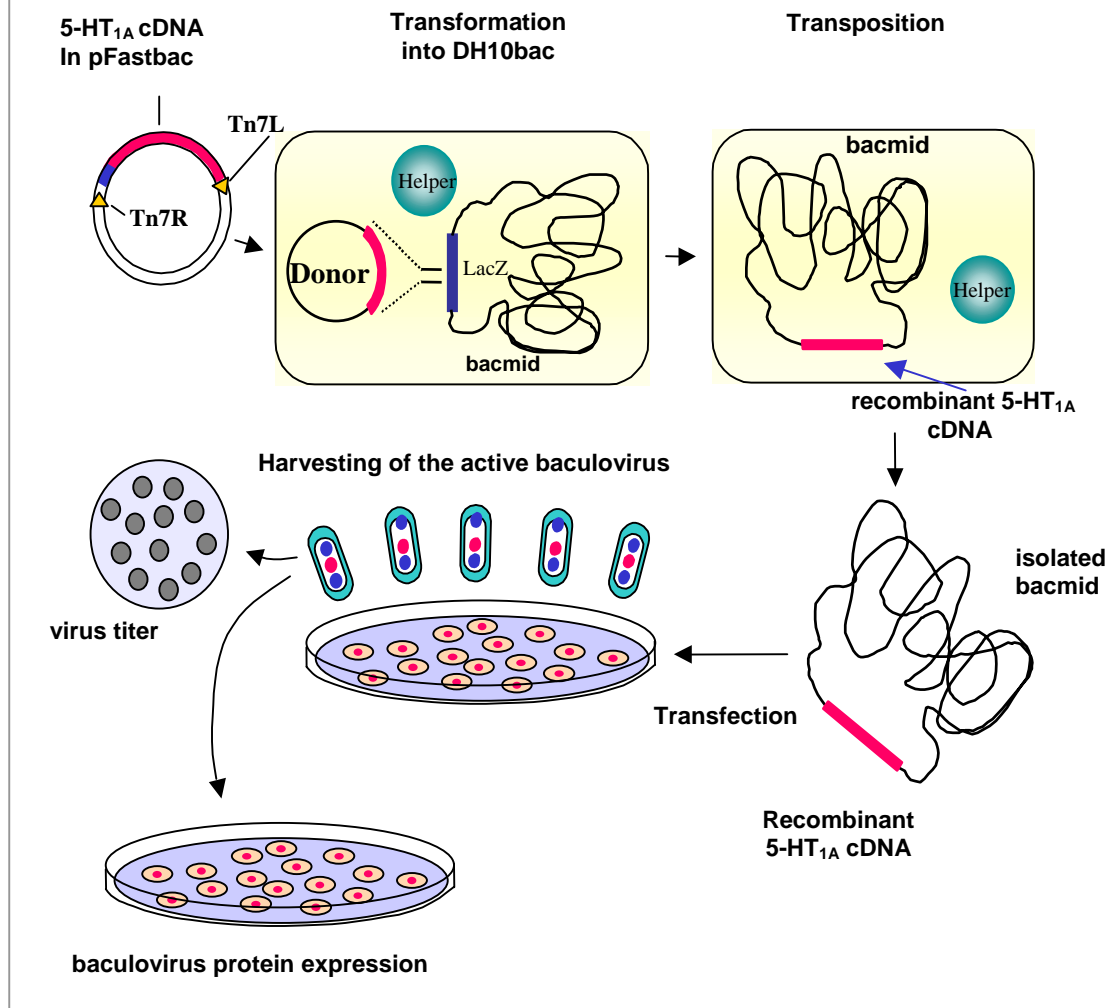 5-HT1A cDNA
In pFastbac
Transformation
into DH10bac
Transposition
Tn7L
Tn7R
Helper
Donor
LacZ
bacmid
bacmid
Helper
recombinant 5-HT1A
cDNA
Harvesting of the active baculovirus
isolated
bacmid
virus titer
Transfection
Recombinant
5-HT1A cDNA
baculovirus protein expression